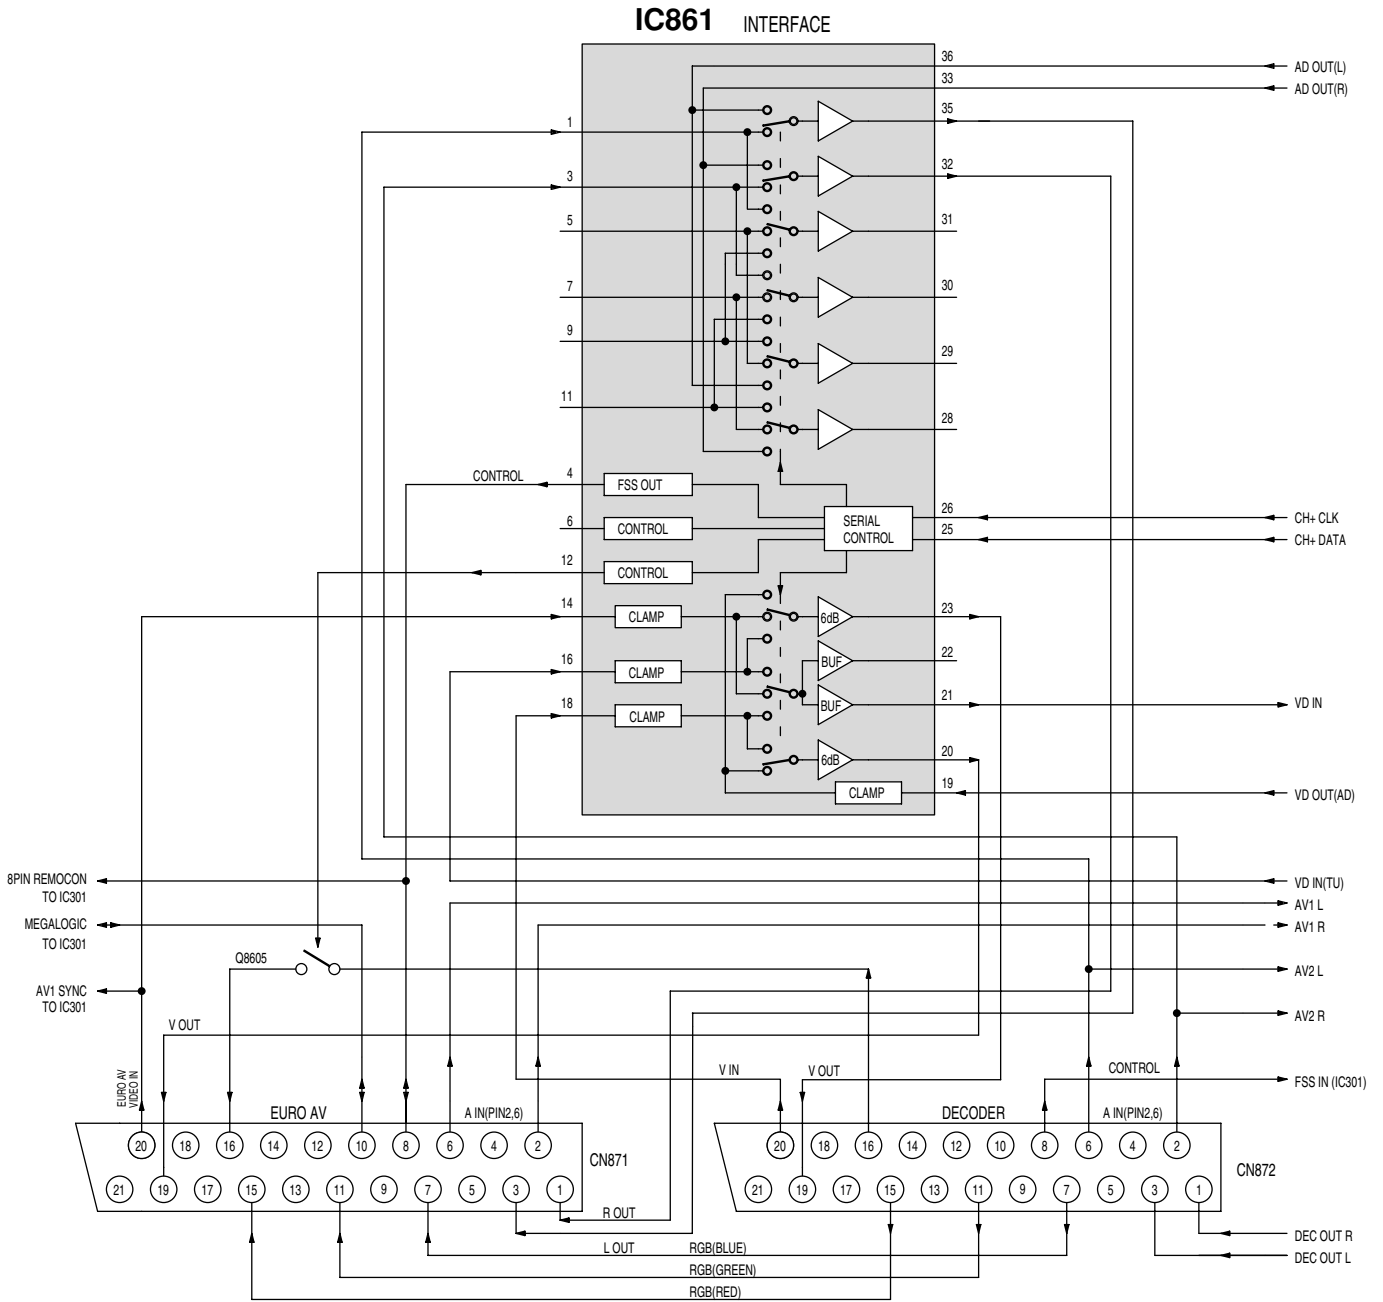 IC861 INTERFACE
36
AD OUT(L)
33
AD OUT(R)
35
1
32
3
31
5
30
7
9
29
11
28
CONTROL
4
FSS OUT
26
CH+ CLK
6
CONTROL
SERIAL
CONTROL
25
CH+ DATA
12
CONTROL
14
CLAMP
6dB
23
16
CLAMP
BUF
22
18
CLAMP
BUF
21
VD IN
6dB
20
CLAMP
19
VD OUT(AD)
8PIN REMOCON
TO IC301
VD IN(TU)
AV1 L
MEGALOGIC
TO IC301
AV1 R
Q8605
AV2 L
AV1 SYNC
TO IC301
AV2 R
V OUT
EURO AV
VIDEO IN
V IN
V OUT
CONTROL
FSS IN (IC301)
EURO AV
A IN(PIN2,6)
DECODER
A IN(PIN2,6)
20 18 16 14 12 10 8 6 4 2
CN871
20 18 16 14 12 10 8 6 4 2
CN872
21 19 17 15 13 11 9 7 5 3 1
21 19 17 15 13 11 9 7 5 3 1
R OUT
DEC OUT R
L OUT
RGB(BLUE)
DEC OUT L
RGB(GREEN)
RGB(RED)